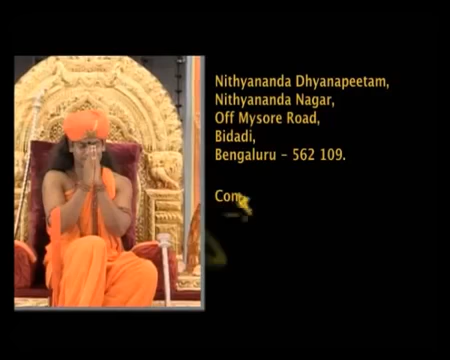 Nithyananda Dhyanapeetam,
Nithyananda Nagar,
Off Mysore Road,
Bidadi,
Bengaluru – 562 109.